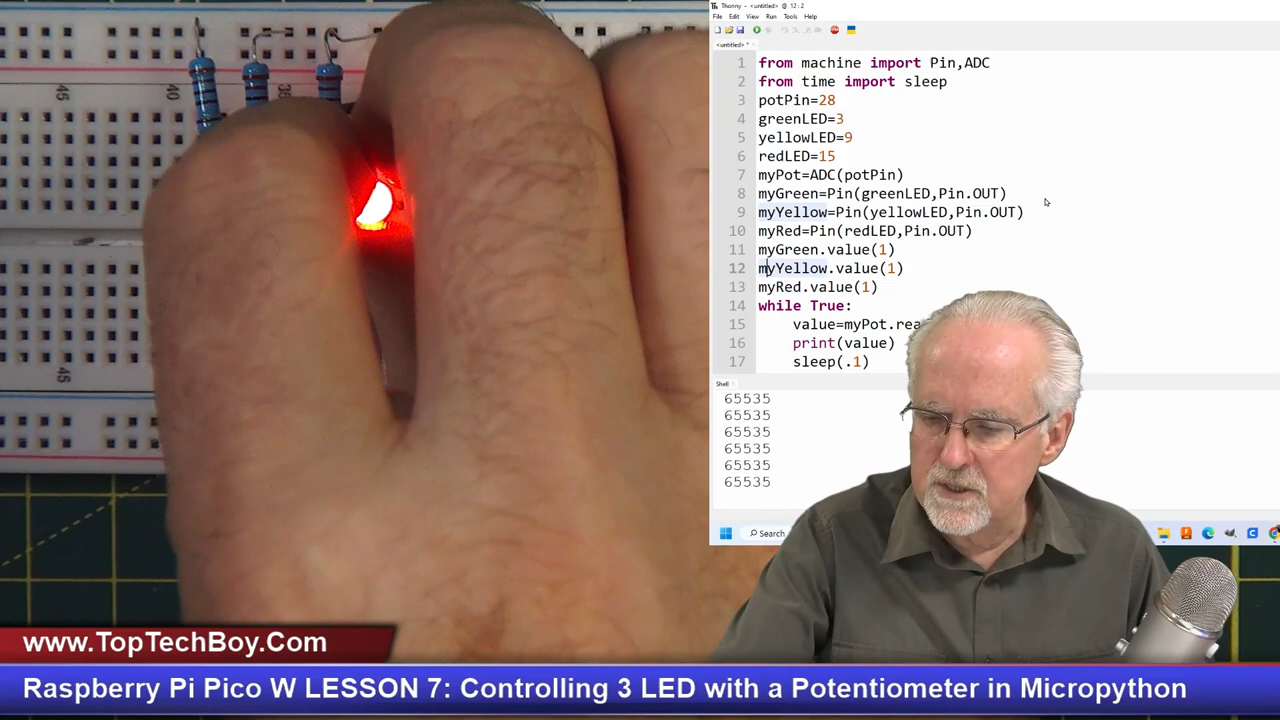 Thonny - <untitled> @ 12:2
File Edit View Run Tools Help
<untitled> *
1 from machine import Pin,ADC
2 from time import sleep
3 potPin=28
4 greenLED=3
5 yellowLED=9
6 redLED=15
7 myPot=ADC(potPin)
8 myGreen=Pin(greenLED,Pin.OUT)
9 myYellow=Pin(yellowLED,Pin.OUT)
10 myRed=Pin(redLED,Pin.OUT)
11 myGreen.value(1)
12 myYellow.value(1)
13 myRed.value(1)
14 while True:
15 value=myPot.rea
16 print(value)
17 sleep(.1)
Shell
65535
65535
65535
65535
65535
65535
Search
45
40
45
www.TopTechBoy.Com
Raspberry Pi Pico W LESSON 7: Controlling 3 LED with a Potentiometer in Micropython